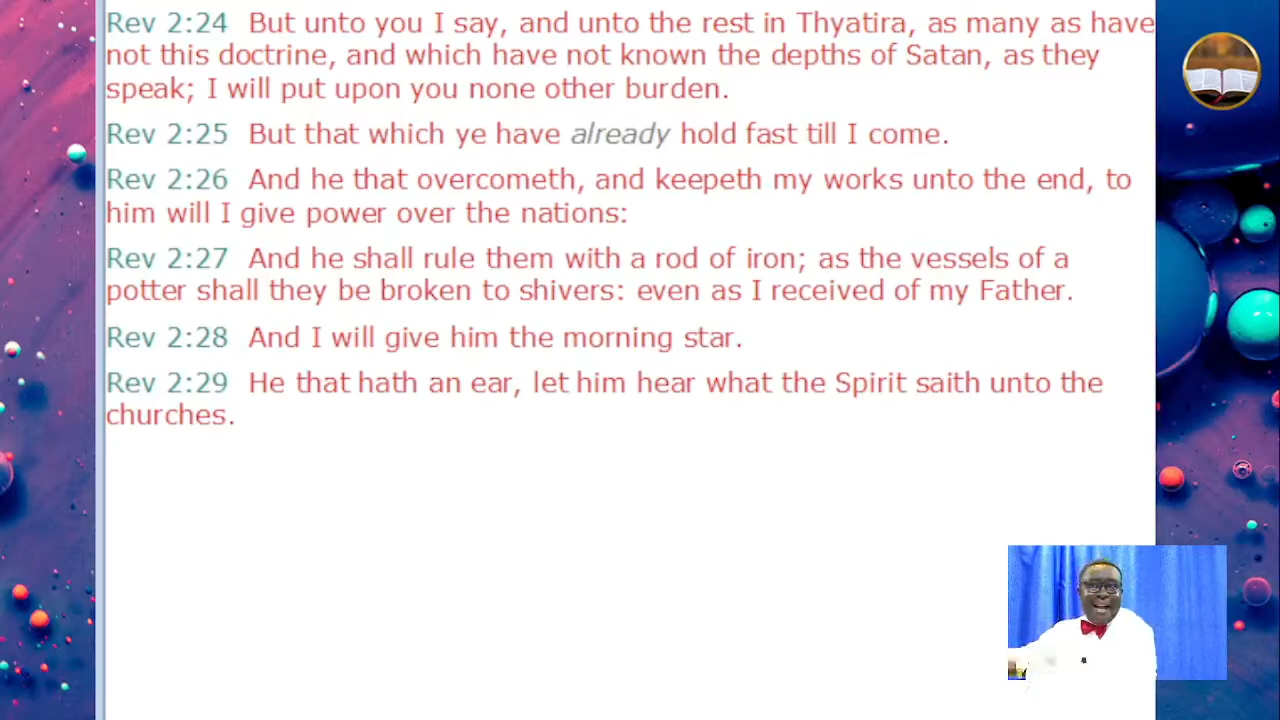 Rev 2:24 But unto you I say, and unto the rest in Thyatira, as many as have
not this doctrine, and which have not known the depths of Satan, as they
speak; I will put upon you none other burden.
Rev 2:25 But that which ye have already hold fast till I come.
Rev 2:26 And he that overcometh, and keepeth my works unto the end, to
him will I give power over the nations:
Rev 2:27 And he shall rule them with a rod of iron; as the vessels of a
potter shall they be broken to shivers: even as I received of my Father.
Rev 2:28 And I will give him the morning star.
Rev 2:29 He that hath an ear, let him hear what the Spirit saith unto the
churches.